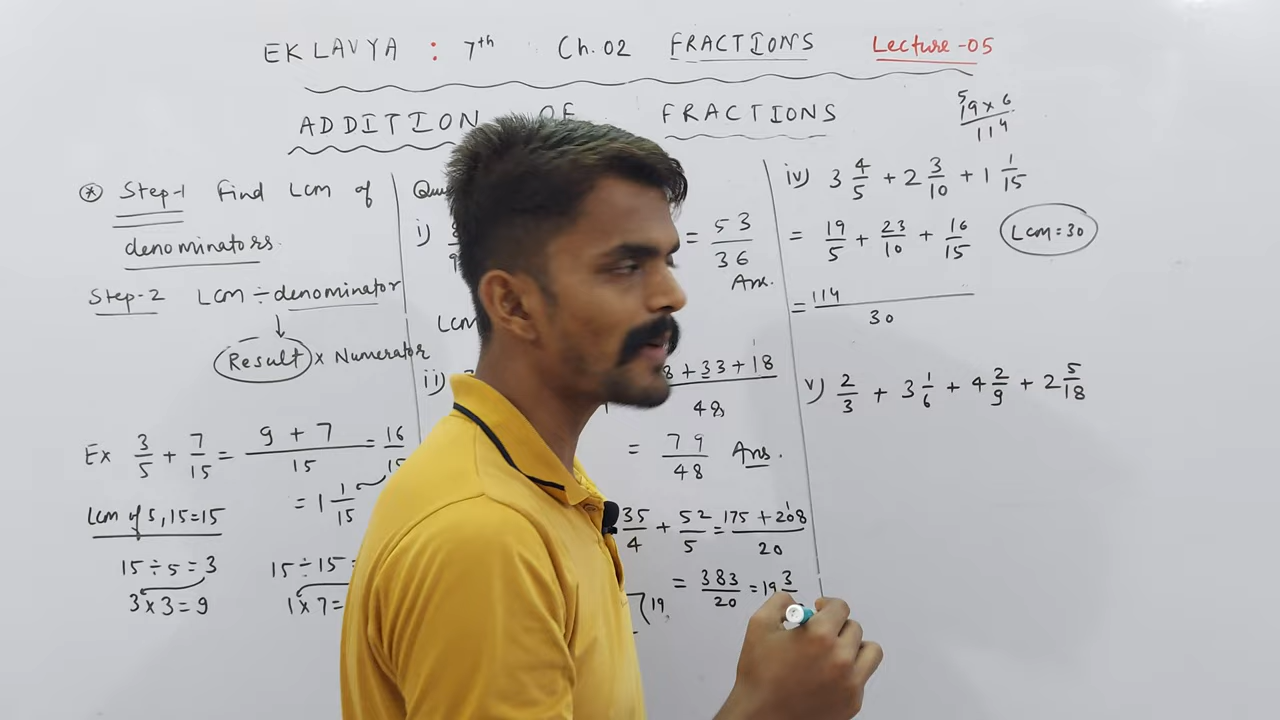 EKLAVYA : 7th Ch.02 FRACTIONS Lecture-05
ADDITION OF FRACTIONS
5
19×6
114
⊛ Step-1 Find Lcm of
denominators.
Step-2 Lcm ÷ denominator
Result × Numerator
Ex 3/5 + 7/15 = 9 + 7/15 = 16/15
= 1 1/15
Lcm of 5,15=15
15÷5=3
3×3=9
15÷15=
1×7=
i)
= 53/36
Ans.
Lcm
ii)
+33+18/48
= 79/48 Ans.
35/4 + 52/5 = 175+208/20
= 383/20 = 19 3/
19
iv) 3 4/5 + 2 3/10 + 1 1/15
= 19/5 + 23/10 + 16/15 Lcm=30
= 114/30
v) 2/3 + 3 1/6 + 4 2/9 + 2 5/18